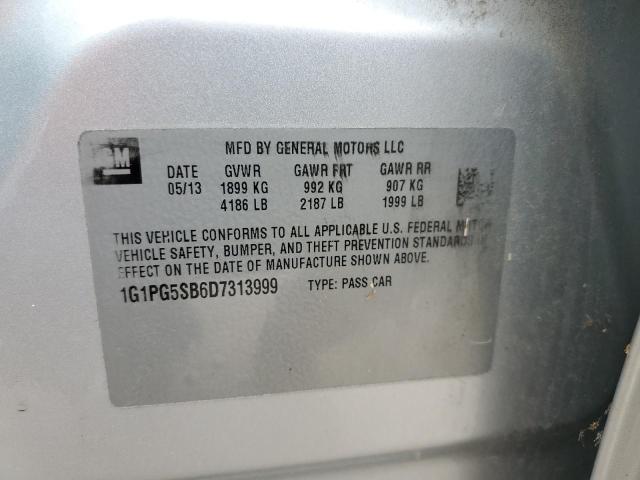 GM
MFD BY GENERAL MOTORS LLC
DATE GVWR GAWR FRT GAWR RR
05/13 1899 KG 992 KG 907 KG
4186 LB 2187 LB 1999 LB
THIS VEHICLE CONFORMS TO ALL APPLICABLE U.S. FEDERAL MOTOR
VEHICLE SAFETY, BUMPER, AND THEFT PREVENTION STANDARDS IN
EFFECT ON THE DATE OF MANUFACTURE SHOWN ABOVE.
1G1PG5SB6D7313999 TYPE: PASS CAR